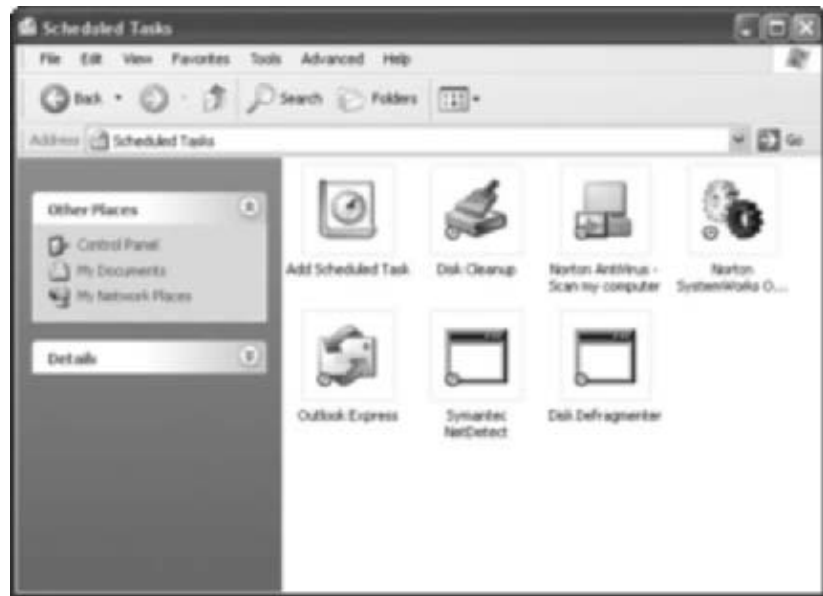 Scheduled Tasks
File Edit View Favorites Tools Advanced Help
Back Search Folders
Address Scheduled Tasks Go
Other Places
Control Panel
My Documents
My Network Places
Details
Add Scheduled Task
Disk Cleanup
Norton AntiVirus -
Scan my computer
Norton
SystemWorks O...
Outlook Express
Symantec
NetDetect
Disk Defragmenter